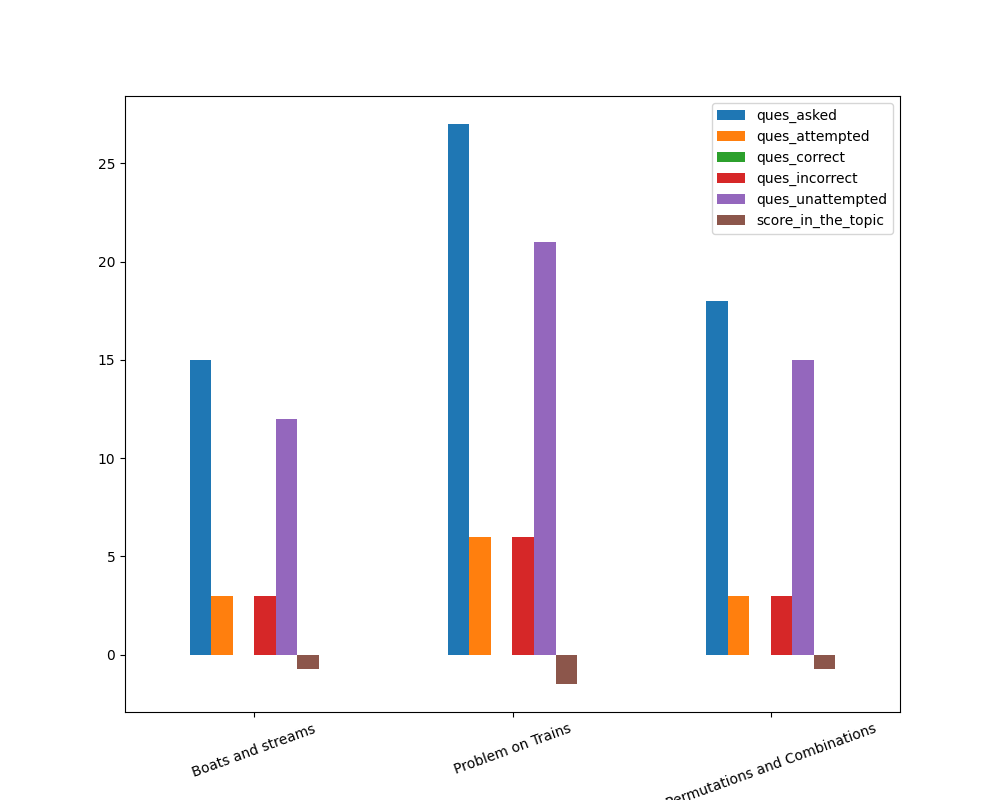 ques_asked
ques_attempted
ques_correct
ques_incorrect
ques_unattempted
score_in_the_topic
25
20
15
10
5
0
Boats and streams
Problem on Trains
Permutations and Combinations